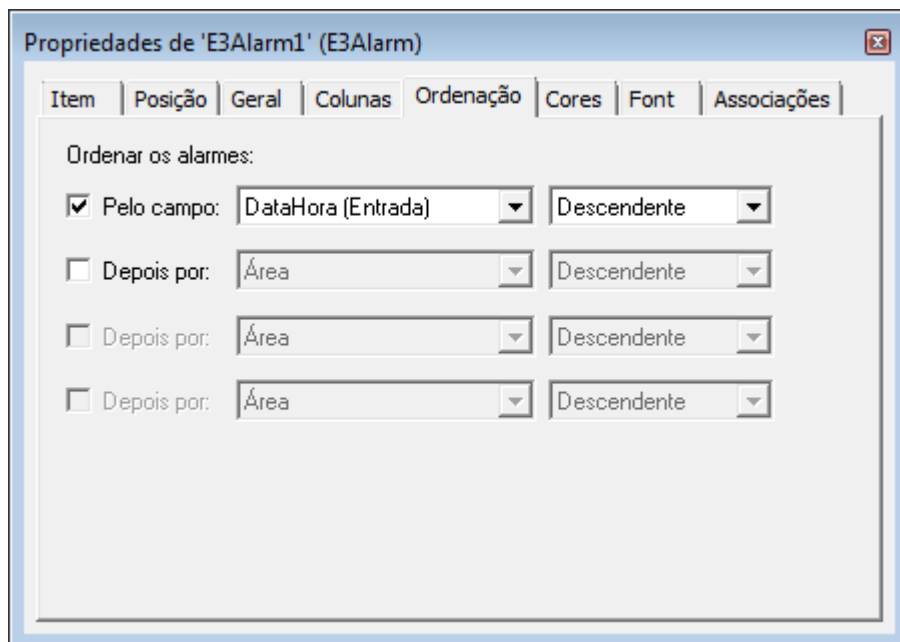 Propriedades de 'E3Alarm1' (E3Alarm)
Item Posição Geral Colunas Ordenação Cores Font Associações
Ordenar os alarmes:
Pelo campo: DataHora (Entrada) Descendente
Depois por: Área Descendente
Depois por: Área Descendente
Depois por: Área Descendente